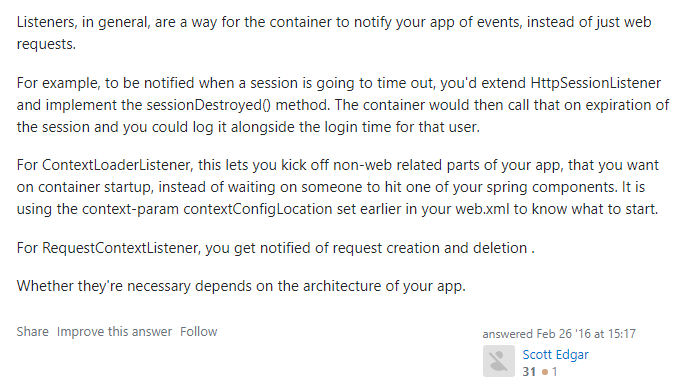 Listeners, in general, are a way for the container to notify your app of events, instead of just web
requests.
For example, to be notified when a session is going to time out, you'd extend HttpSessionListener
and implement the sessionDestroyed() method. The container would then call that on expiration of
the session and you could log it alongside the login time for that user.
For ContextLoaderListener, this lets you kick off non-web related parts of your app, that you want
on container startup, instead of waiting on someone to hit one of your spring components. It is
using the context-param contextConfigLocation set earlier in your web.xml to know what to start.
For RequestContextListener, you get notified of request creation and deletion .
Whether they're necessary depends on the architecture of your app.
Share Improve this answer Follow
answered Feb 26 '16 at 15:17
Scott Edgar
31 1